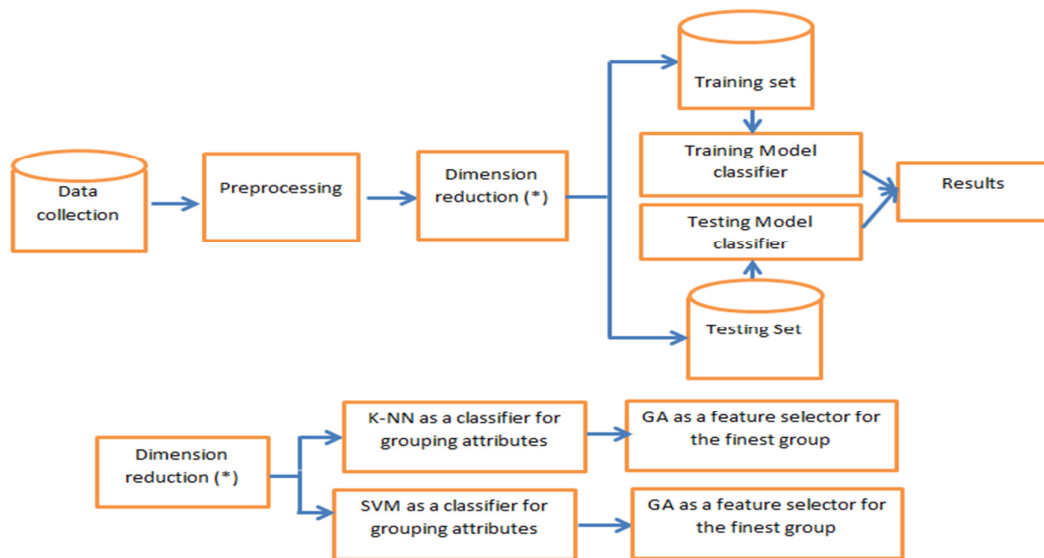 Training set
Training Model
classifier
Data
collection
Preprocessing
Dimension
reduction (*)
Results
Testing Model
classifier
Testing Set
K-NN as a classifier for
grouping attributes
GA as a feature selector for
the finest group
Dimension
reduction (*)
SVM as a classifier for
grouping attributes
GA as a feature selector for
the finest group